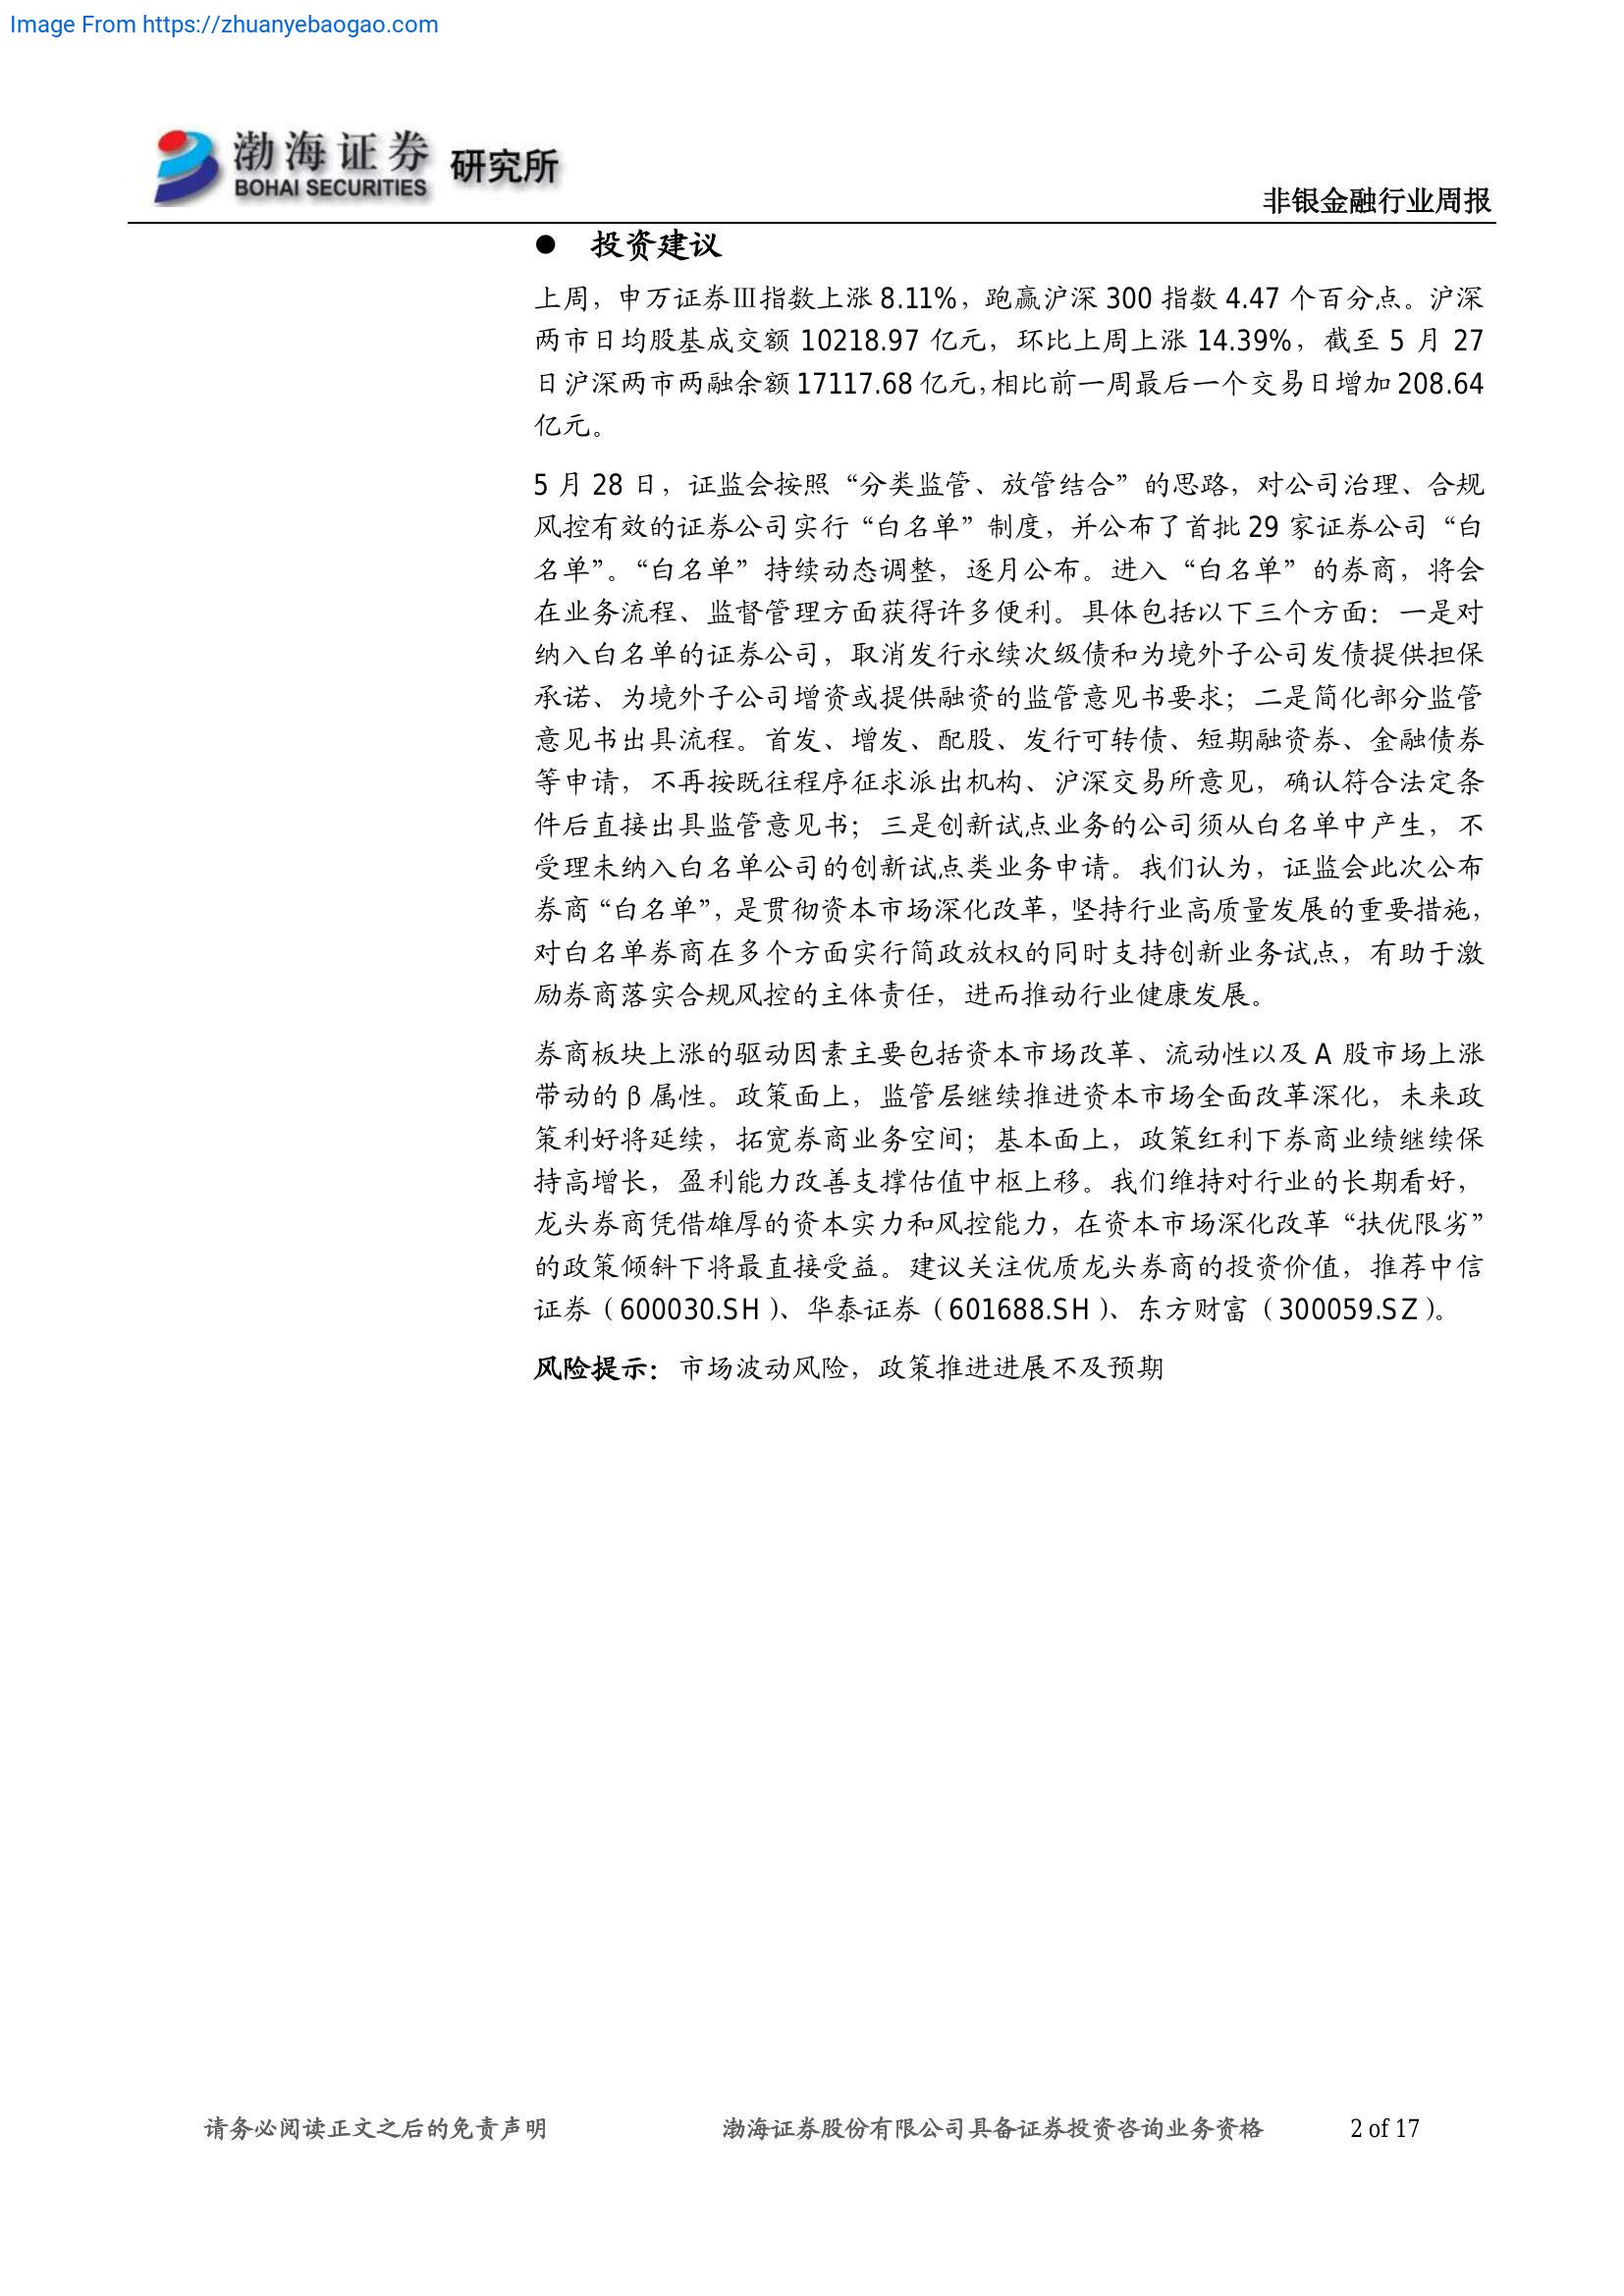 Image From https://zhuanyebaogao.com
渤海证券 研究所
BOHAI SECURITIES
非银金融行业周报
● 投资建议
上周，申万证券Ⅲ指数上涨 8.11%，跑赢沪深 300 指数 4.47 个百分点。沪深
两市日均股基成交额 10218.97 亿元，环比上周上涨 14.39%，截至 5 月 27
日沪深两市两融余额 17117.68 亿元，相比前一周最后一个交易日增加 208.64
亿元。
5 月 28 日，证监会按照“分类监管、放管结合”的思路，对公司治理、合规
风控有效的证券公司实行“白名单”制度，并公布了首批 29 家证券公司“白
名单”。“白名单”持续动态调整，逐月公布。进入“白名单”的券商，将会
在业务流程、监督管理方面获得许多便利。具体包括以下三个方面：一是对
纳入白名单的证券公司，取消发行永续次级债和为境外子公司发债提供担保
承诺、为境外子公司增资或提供融资的监管意见书要求；二是简化部分监管
意见书出具流程。首发、增发、配股、发行可转债、短期融资券、金融债券
等申请，不再按既往程序征求派出机构、沪深交易所意见，确认符合法定条
件后直接出具监管意见书；三是创新试点业务的公司须从白名单中产生，不
受理未纳入白名单公司的创新试点类业务申请。我们认为，证监会此次公布
券商“白名单”，是贯彻资本市场深化改革，坚持行业高质量发展的重要措施，
对白名单券商在多个方面实行简政放权的同时支持创新业务试点，有助于激
励券商落实合规风控的主体责任，进而推动行业健康发展。
券商板块上涨的驱动因素主要包括资本市场改革、流动性以及 A 股市场上涨
带动的 β 属性。政策面上，监管层继续推进资本市场全面改革深化，未来政
策利好将延续，拓宽券商业务空间；基本面上，政策红利下券商业绩继续保
持高增长，盈利能力改善支撑估值中枢上移。我们维持对行业的长期看好，
龙头券商凭借雄厚的资本实力和风控能力，在资本市场深化改革“扶优限劣”
的政策倾斜下将最直接受益。建议关注优质龙头券商的投资价值，推荐中信
证券（600030.SH）、华泰证券（601688.SH）、东方财富（300059.SZ）。
风险提示：市场波动风险，政策推进进展不及预期
请务必阅读正文之后的免责声明 渤海证券股份有限公司具备证券投资咨询业务资格 2 of 17